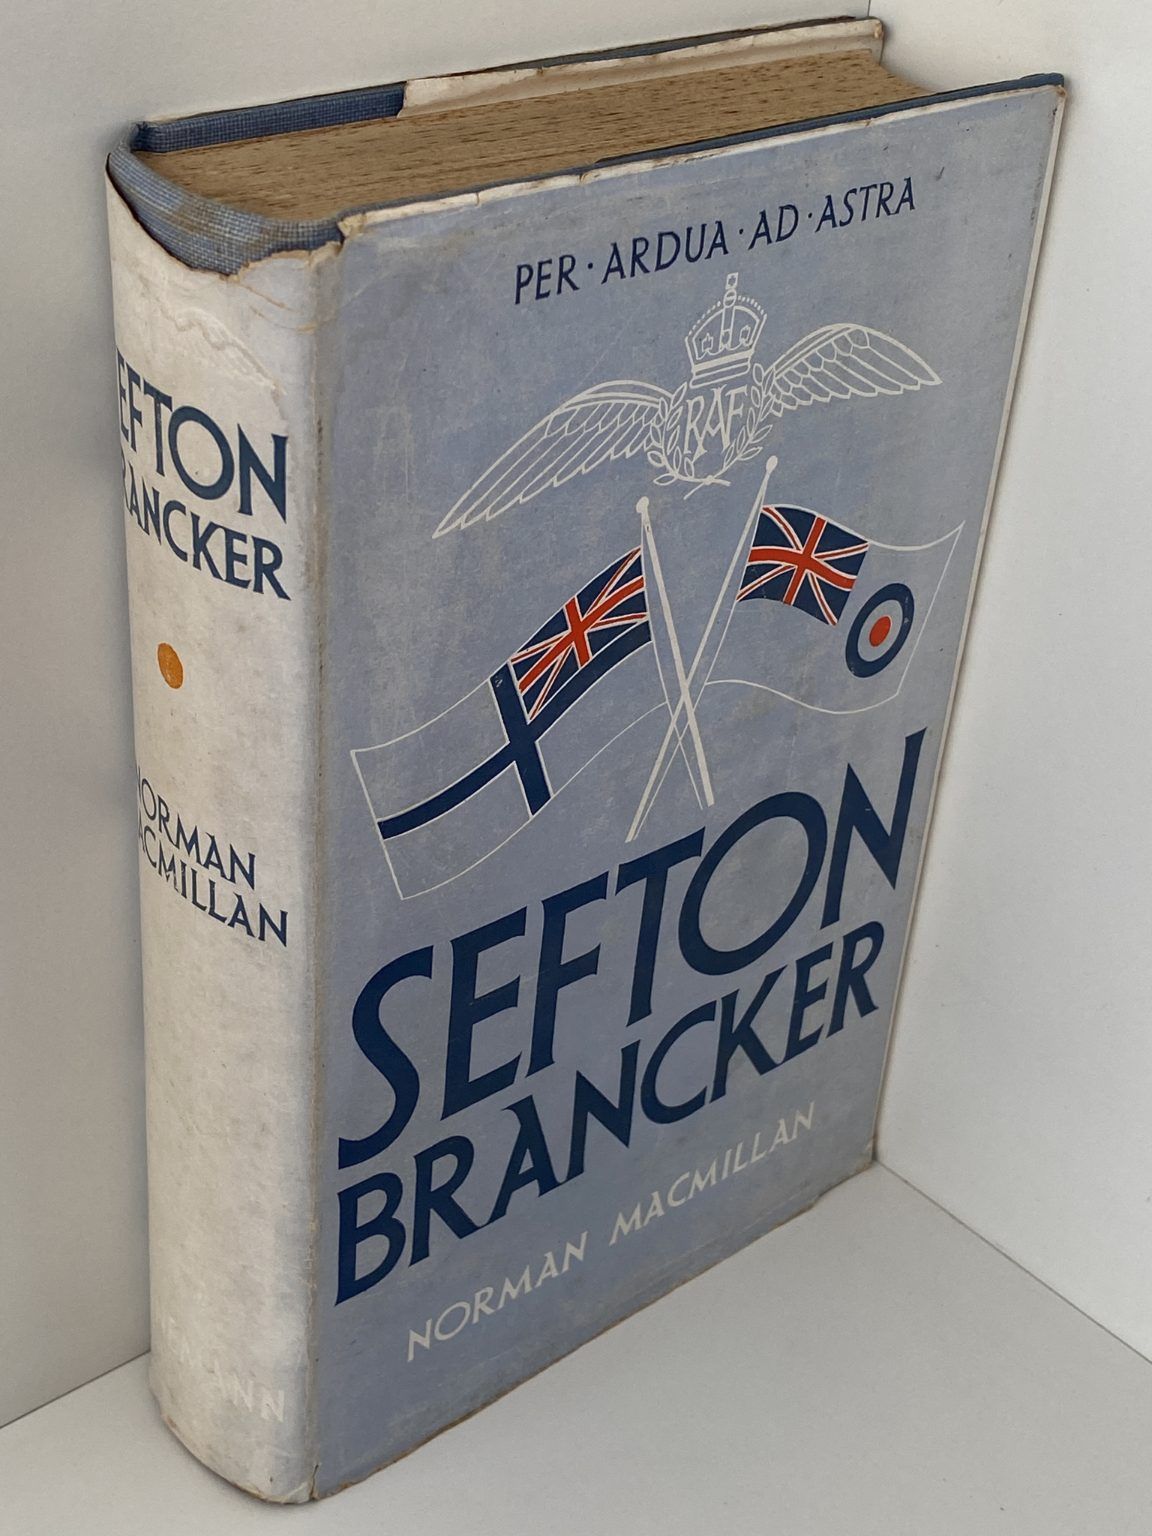 EFTON
RANCKER
NORMAN
MACMILLAN
PER · ARDUA · AD · ASTRA
RAF
SEFTON
BRANCKER
NORMAN MACMILLAN